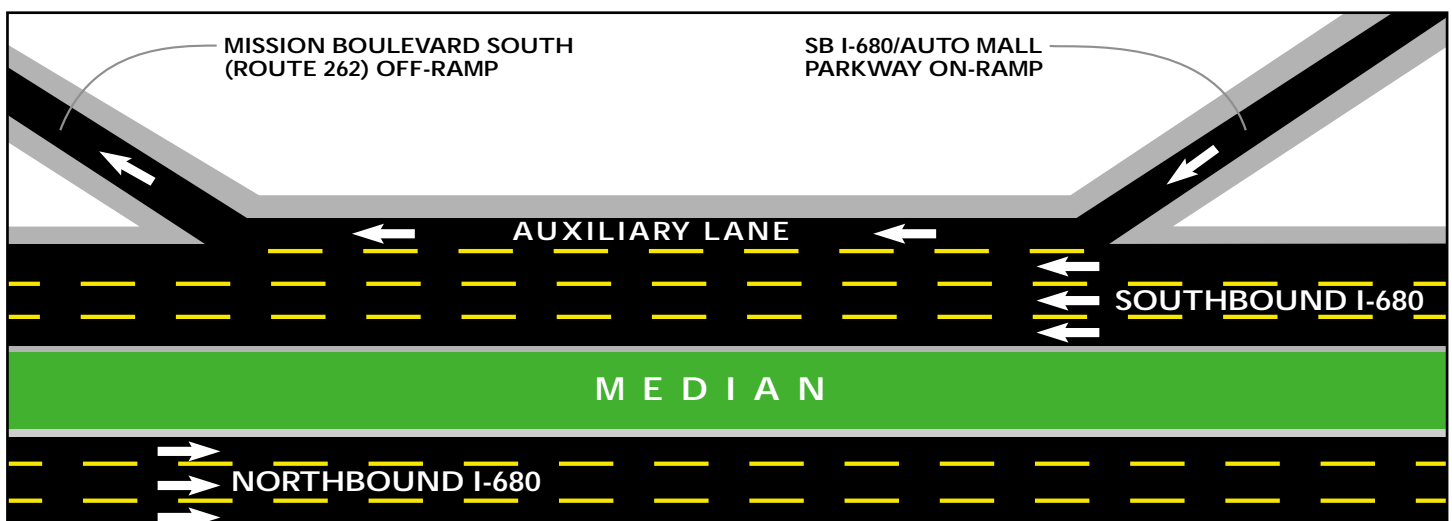 MISSION BOULEVARD SOUTH
(ROUTE 262) OFF-RAMP
SB I-680/AUTO MALL
PARKWAY ON-RAMP
AUXILIARY LANE
SOUTHBOUND I-680
MEDIAN
NORTHBOUND I-680